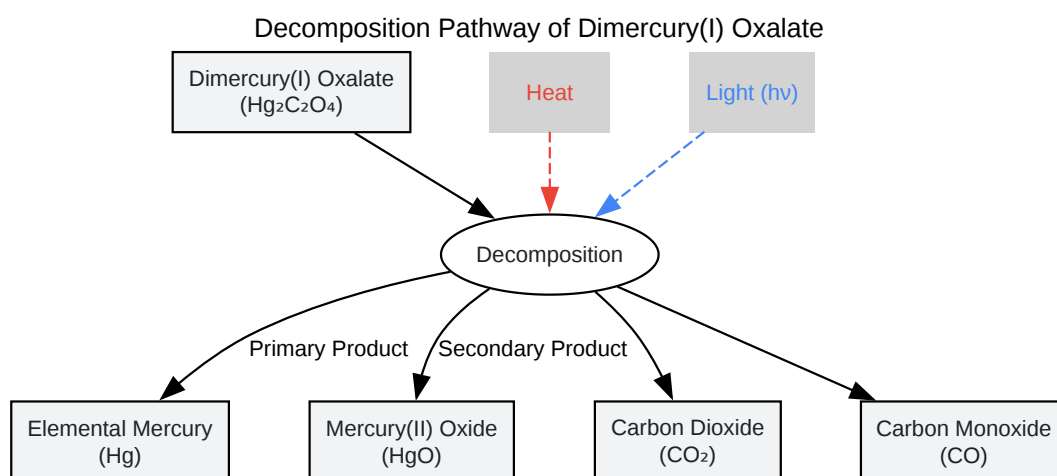 Decomposition Pathway of Dimercury(I) Oxalate
Dimercury(I) Oxalate
(Hg₂C₂O₄)
Heat
Light (hν)
Decomposition
Primary Product
Secondary Product
Elemental Mercury
(Hg)
Mercury(II) Oxide
(HgO)
Carbon Dioxide
(CO₂)
Carbon Monoxide
(CO)